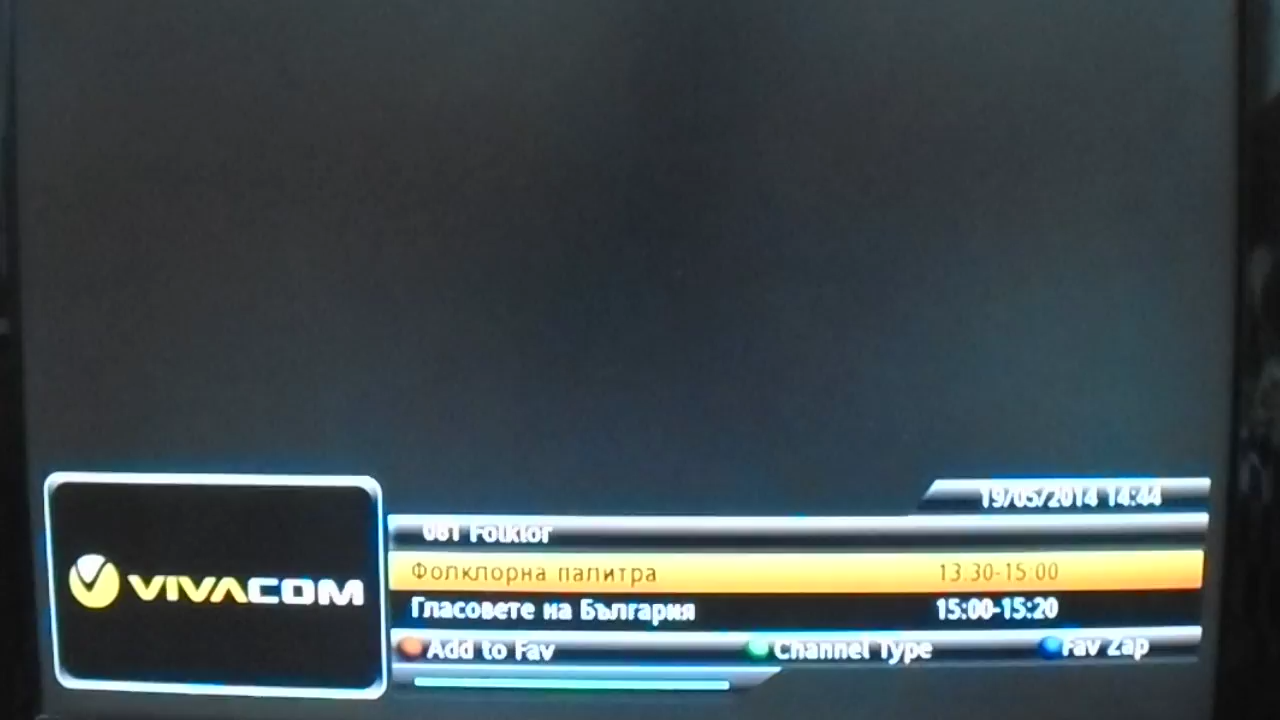 19/05/2014 14:44
081 Folklor
Фолклорна палитра 13:30-15:00
VIVACOM
Гласовете на България 15:00-15:20
Add to Fav Channel Type Fav Zap